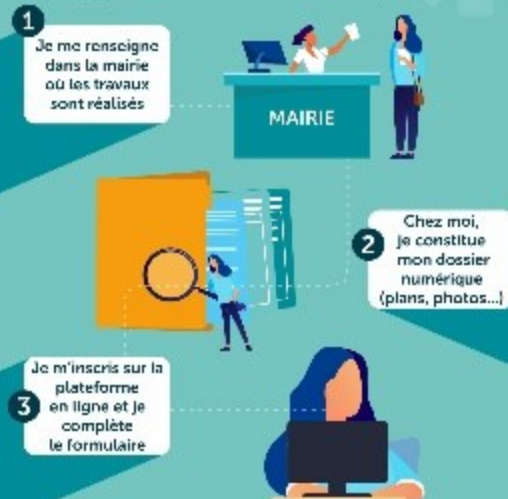 1
Je me renseigne
dans la mairie
où les travaux
sont réalisés
MAIRIE
2
Chez moi,
je constitue
mon dossier
numérique
(plans, photos...)
3
Je m'inscris sur la
plateforme
en ligne et je
complète
le formulaire